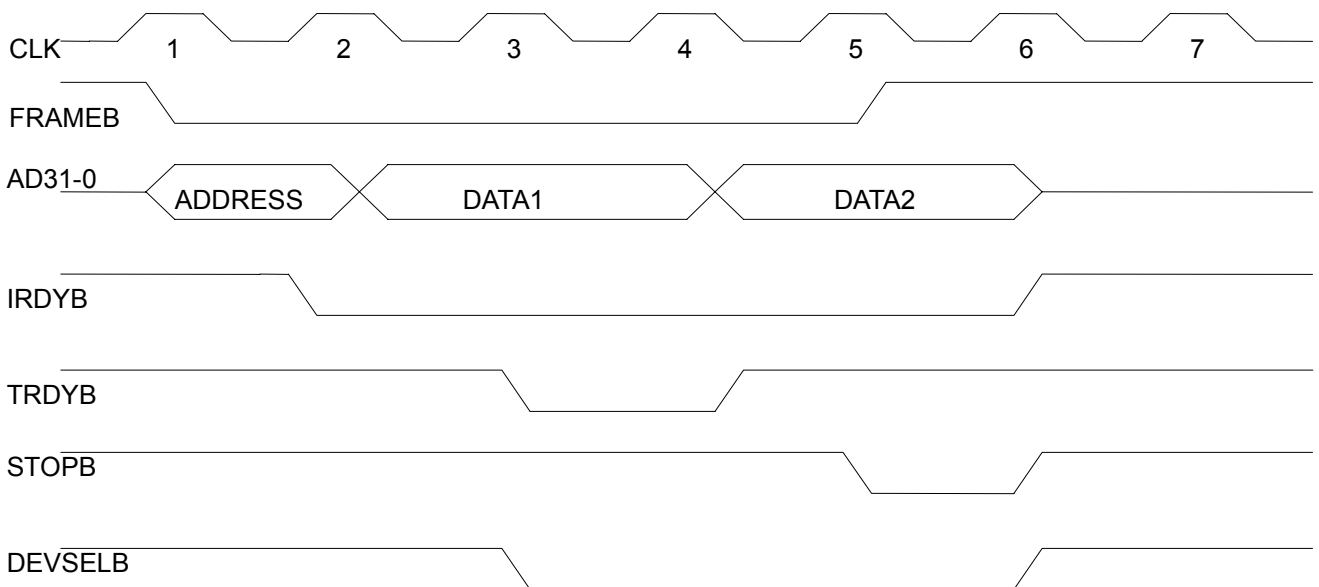 CLK 1 2 3 4 5 6 7
FRAMEB
AD31-0
ADDRESS DATA1 DATA2
IRDYB
TRDYB
STOPB
DEVSELB